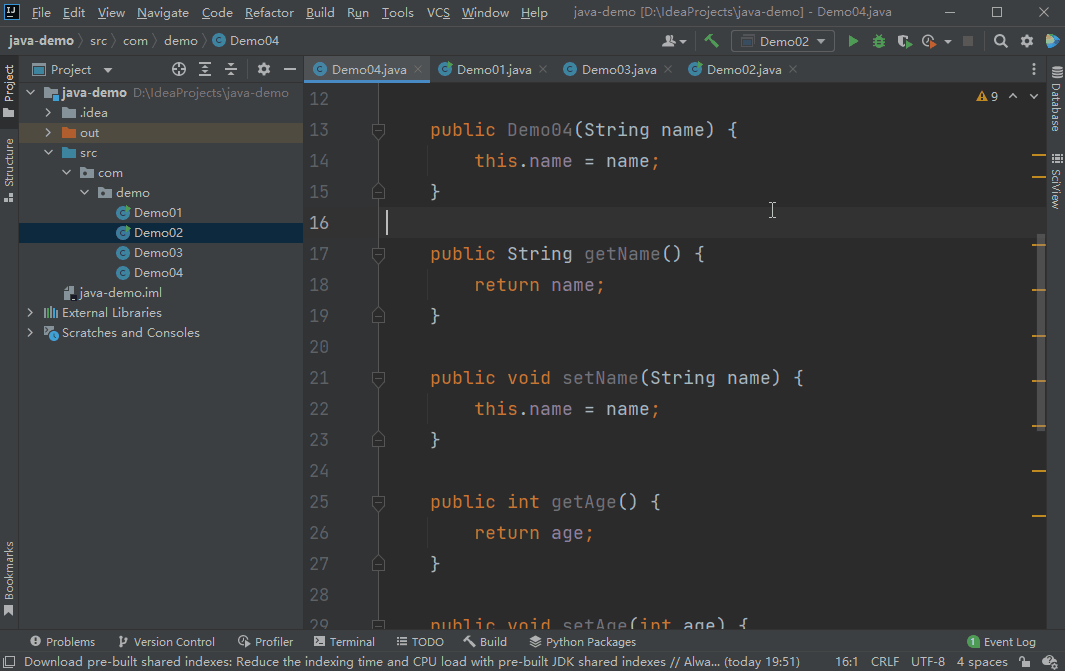 File Edit View Navigate Code Refactor Build Run Tools VCS Window Help java-demo [D:\IdeaProjects\java-demo] - Demo04.java
java-demo src com demo Demo04 Demo02
Project Demo04.java Demo01.java Demo03.java Demo02.java
java-demo D:\IdeaProjects\java-demo
.idea
out
src
com
demo
Demo01
Demo02
Demo03
Demo04
java-demo.iml
External Libraries
Scratches and Consoles
Project
Structure
Bookmarks
9
12
13 public Demo04(String name) {
14 this.name = name;
15 }
16
17 public String getName() {
18 return name;
19 }
20
21 public void setName(String name) {
22 this.name = name;
23 }
24
25 public int getAge() {
26 return age;
27 }
28
29 public void setAge(int age) {
Database
SciView
Problems Version Control Profiler Terminal TODO Build Python Packages 1 Event Log
Download pre-built shared indexes: Reduce the indexing time and CPU load with pre-built JDK shared indexes // Alwa... (today 19:51) 16:1 CRLF UTF-8 4 spaces